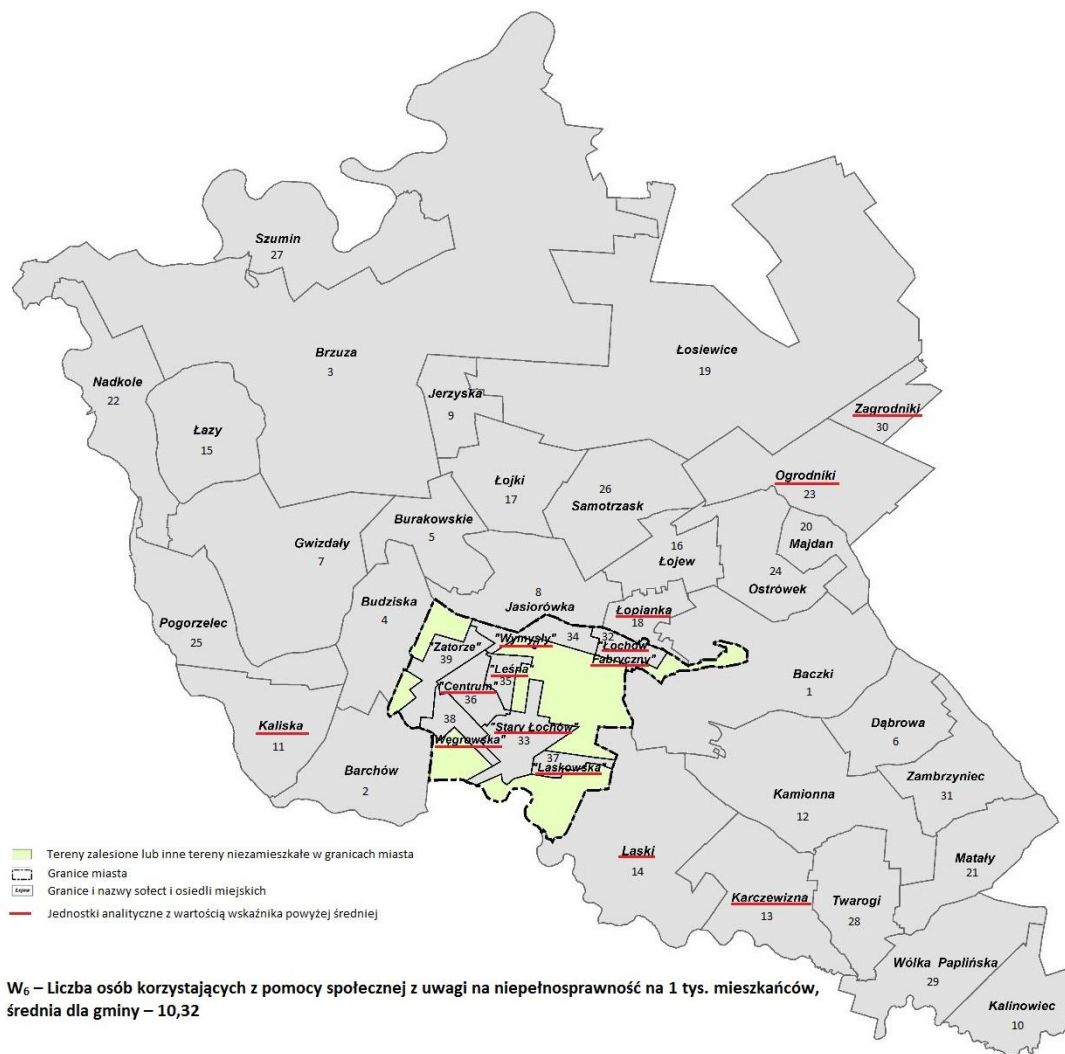 Szumin
27
Brzuza
3
Łosiewice
19
Nadkole
22
Jerzyska
9
Zagrodniki
30
Łazy
15
Ogrodniki
23
Łojki
17
26
Samotrzask
Burakowskie
5
20
Majdan
Gwizdały
7
16
Łojew
24
Ostrówek
8
Jasiorówka
Budziska
4
Łopianka
18
Pogorzelec
25
"Wymysły"
34
32
"Łochów
Fabryczny"
"Zatorze"
39
"Leśna"
35
Baczki
1
"Centrum"
36
Kaliska
11
38
"Stary Łochów"
33
Dąbrowa
6
Węgrowska"
37
"Laskowska"
Barchów
2
Zambrzyniec
31
Kamionna
12
Laski
14
Matały
21
Karczewizna
13
Twarogi
28
Wólka Paplińska
29
Kalinowiec
10
Tereny zalesione lub inne tereny niezamieszkałe w granicach miasta
Granice miasta
Łojew Granice i nazwy sołect i osiedli miejskich
Jednostki analityczne z wartością wskaźnika powyżej średniej
W₆ – Liczba osób korzystających z pomocy społecznej z uwagi na niepełnosprawność na 1 tys. mieszkańców,
średnia dla gminy – 10,32